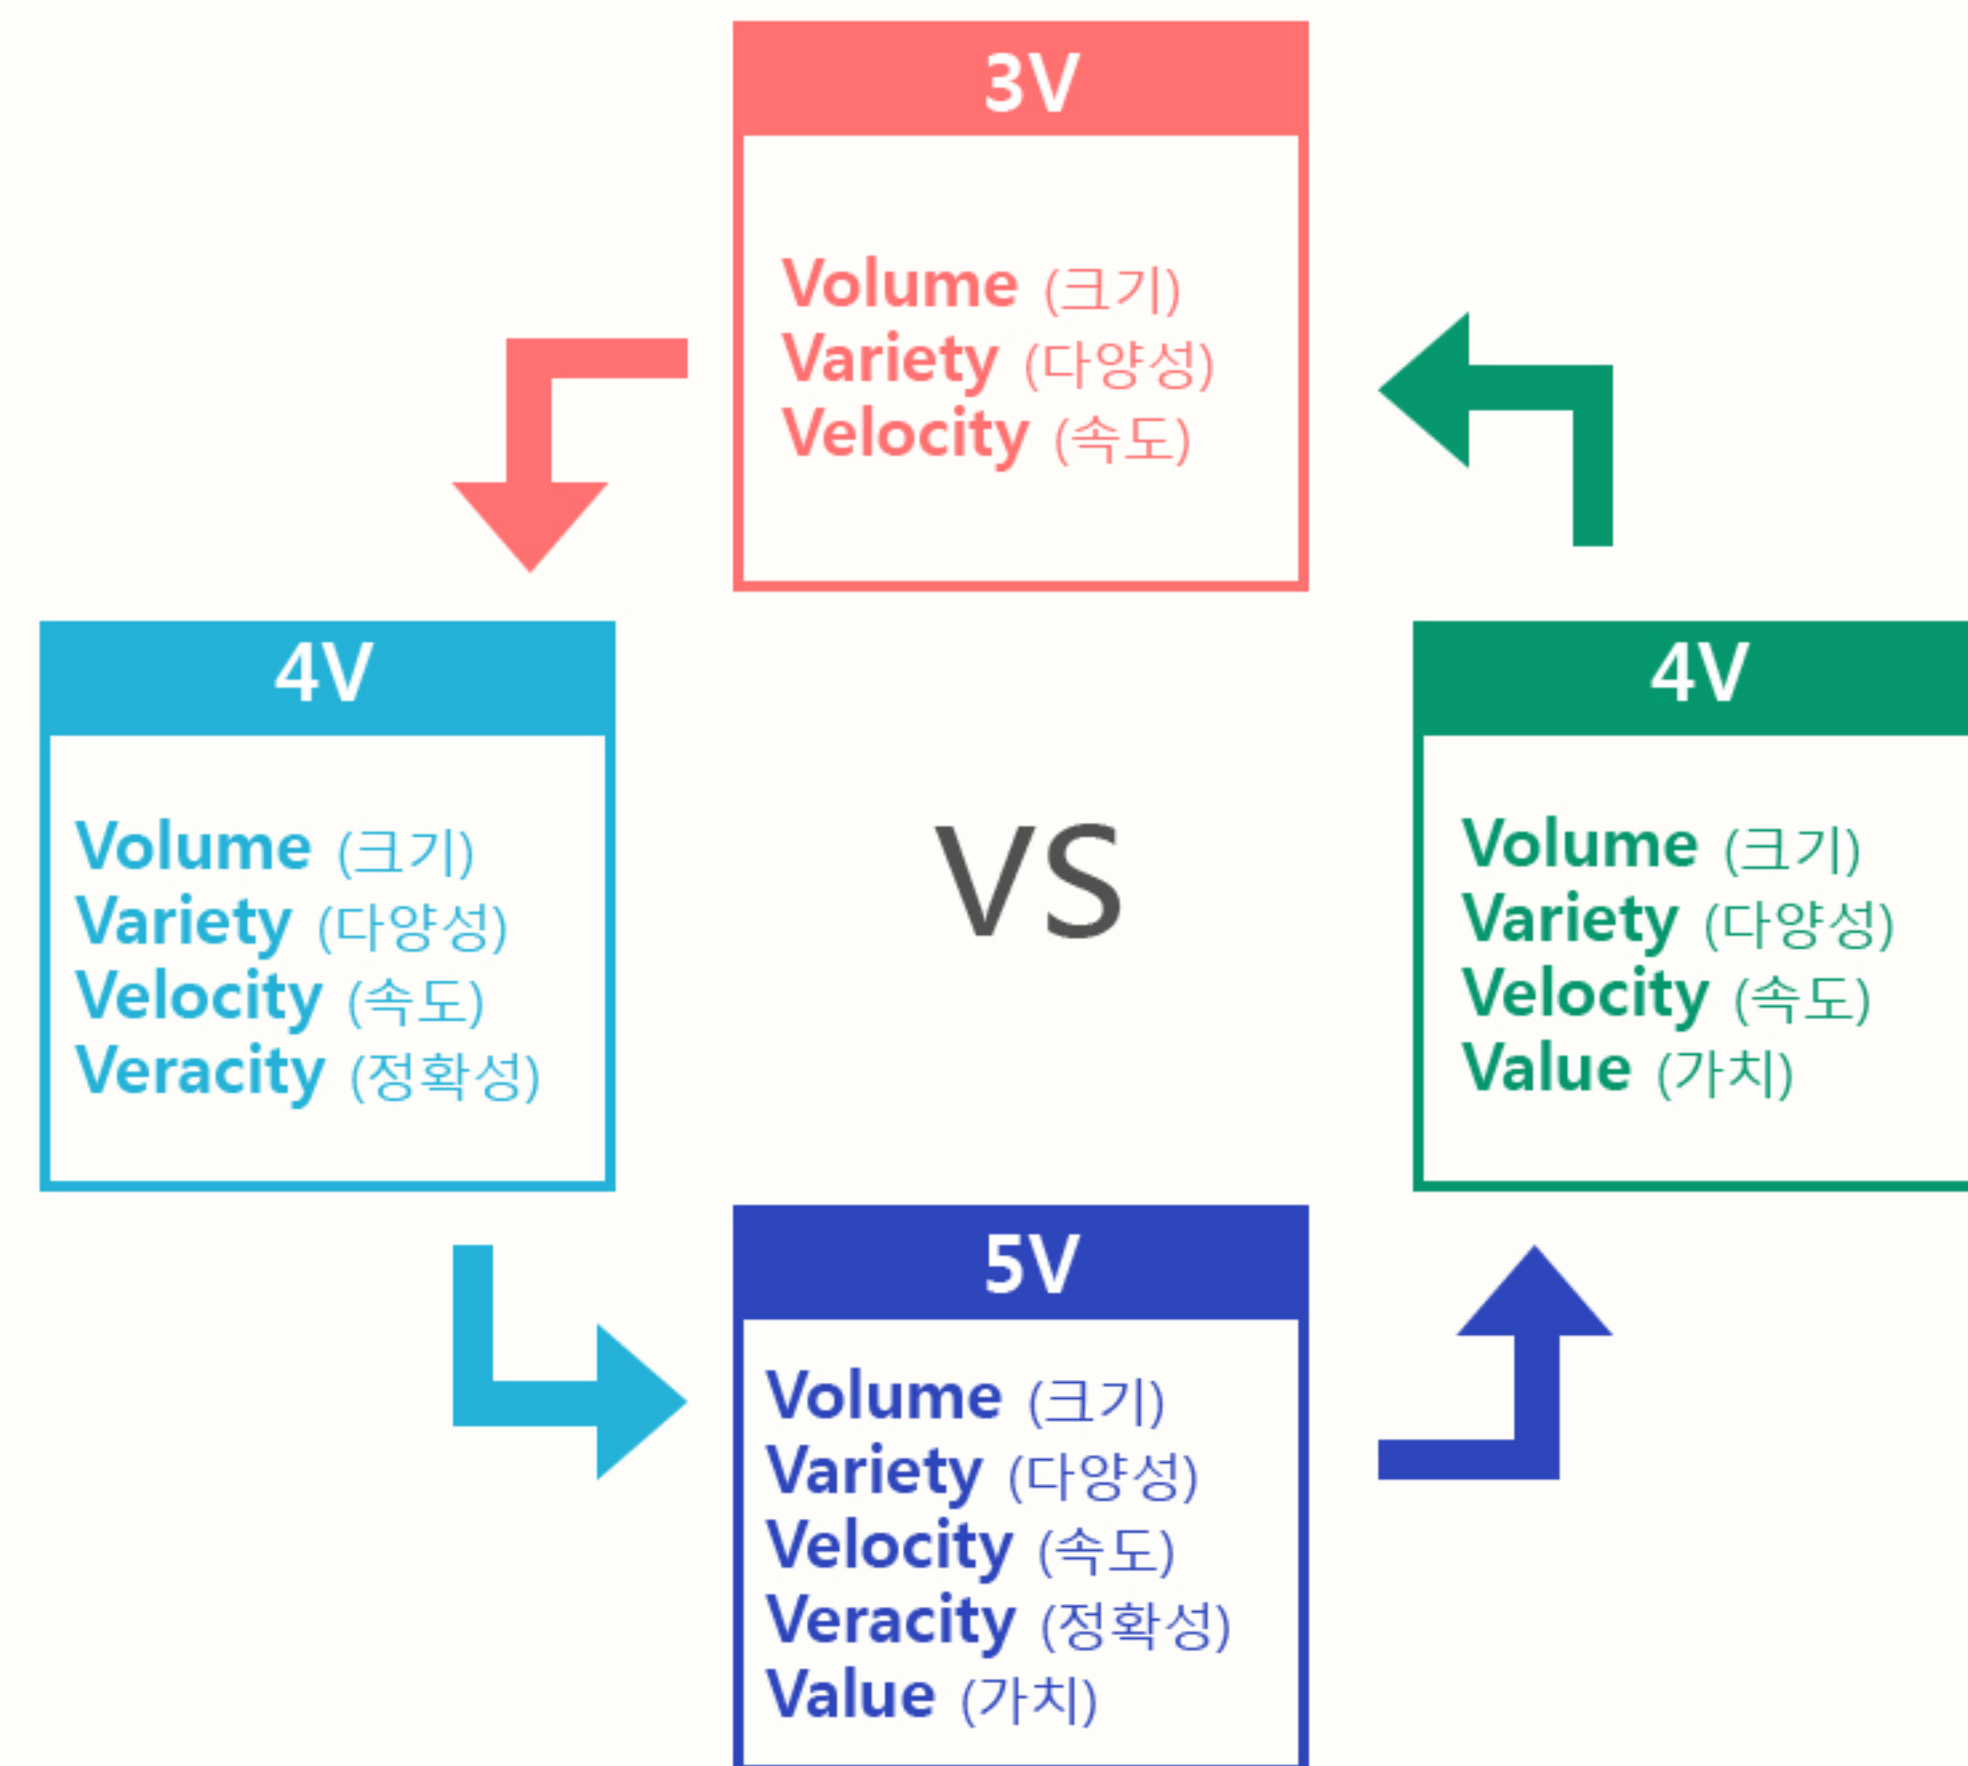 3V
Volume (크기)
Variety (다양성)
Velocity (속도)
4V
Volume (크기)
Variety (다양성)
Velocity (속도)
Veracity (정확성)
VS
4V
Volume (크기)
Variety (다양성)
Velocity (속도)
Value (가치)
5V
Volume (크기)
Variety (다양성)
Velocity (속도)
Veracity (정확성)
Value (가치)